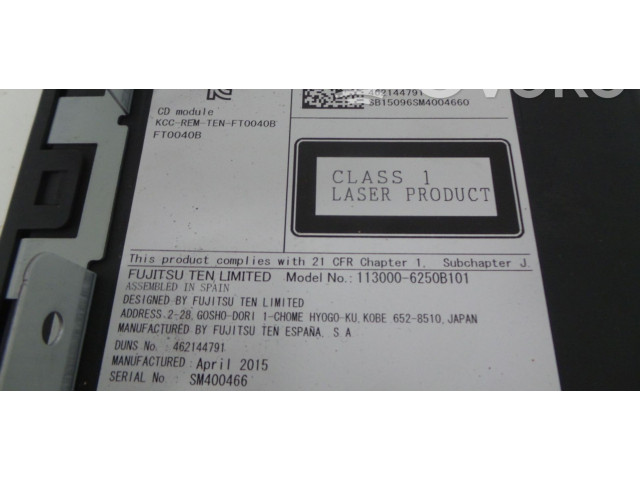 462144791
SB15096SM4004660
CD module
KCC-REM-TEN-FT0040B
FT0040B
CLASS 1
LASER PRODUCT
This product complies with 21 CFR Chapter 1. Subchapter J.
FUJITSU TEN LIMITED Model No.: 113000-6250B101
ASSEMBLED IN SPAIN
DESIGNED BY FUJITSU TEN LIMITED
ADDRESS.2-28, GOSHO-DORI 1-CHOME HYOGO-KU, KOBE 652-8510, JAPAN
MANUFACTURED BY FUJITSU TEN ESPAÑA. S A
DUNS No. 462144791
MANUFACTURED: April 2015
SERIAL No. SM400466